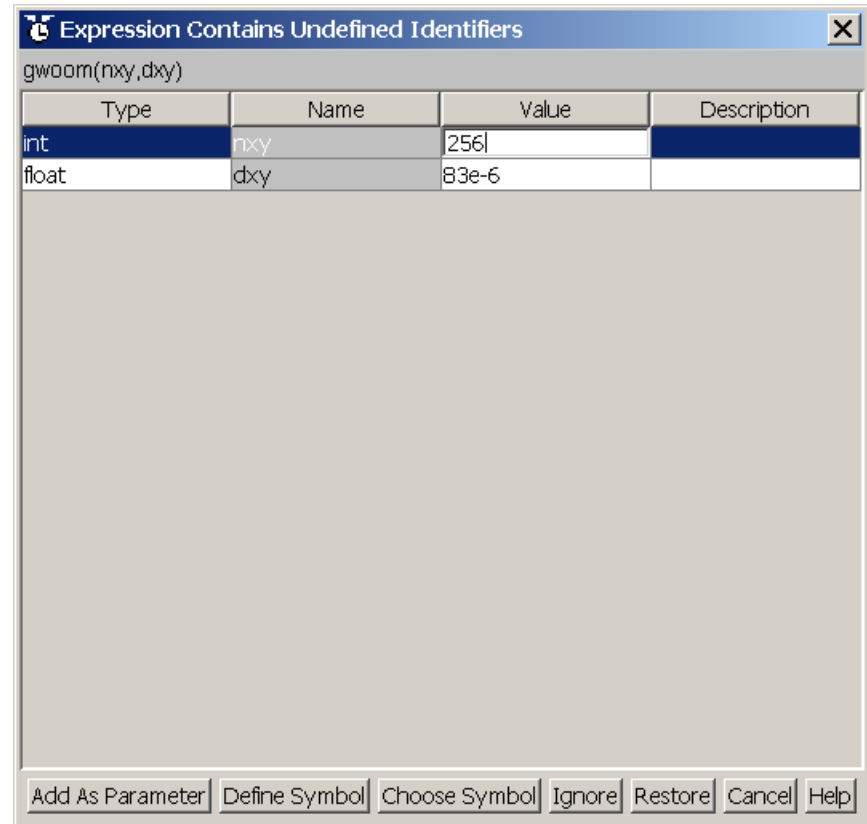 Expression Contains Undefined Identifiers
gwoom(nxy,dxy)
Type Name Value Description
int nxy 256
float dxy 83e-6
Add As Parameter Define Symbol Choose Symbol Ignore Restore Cancel Help